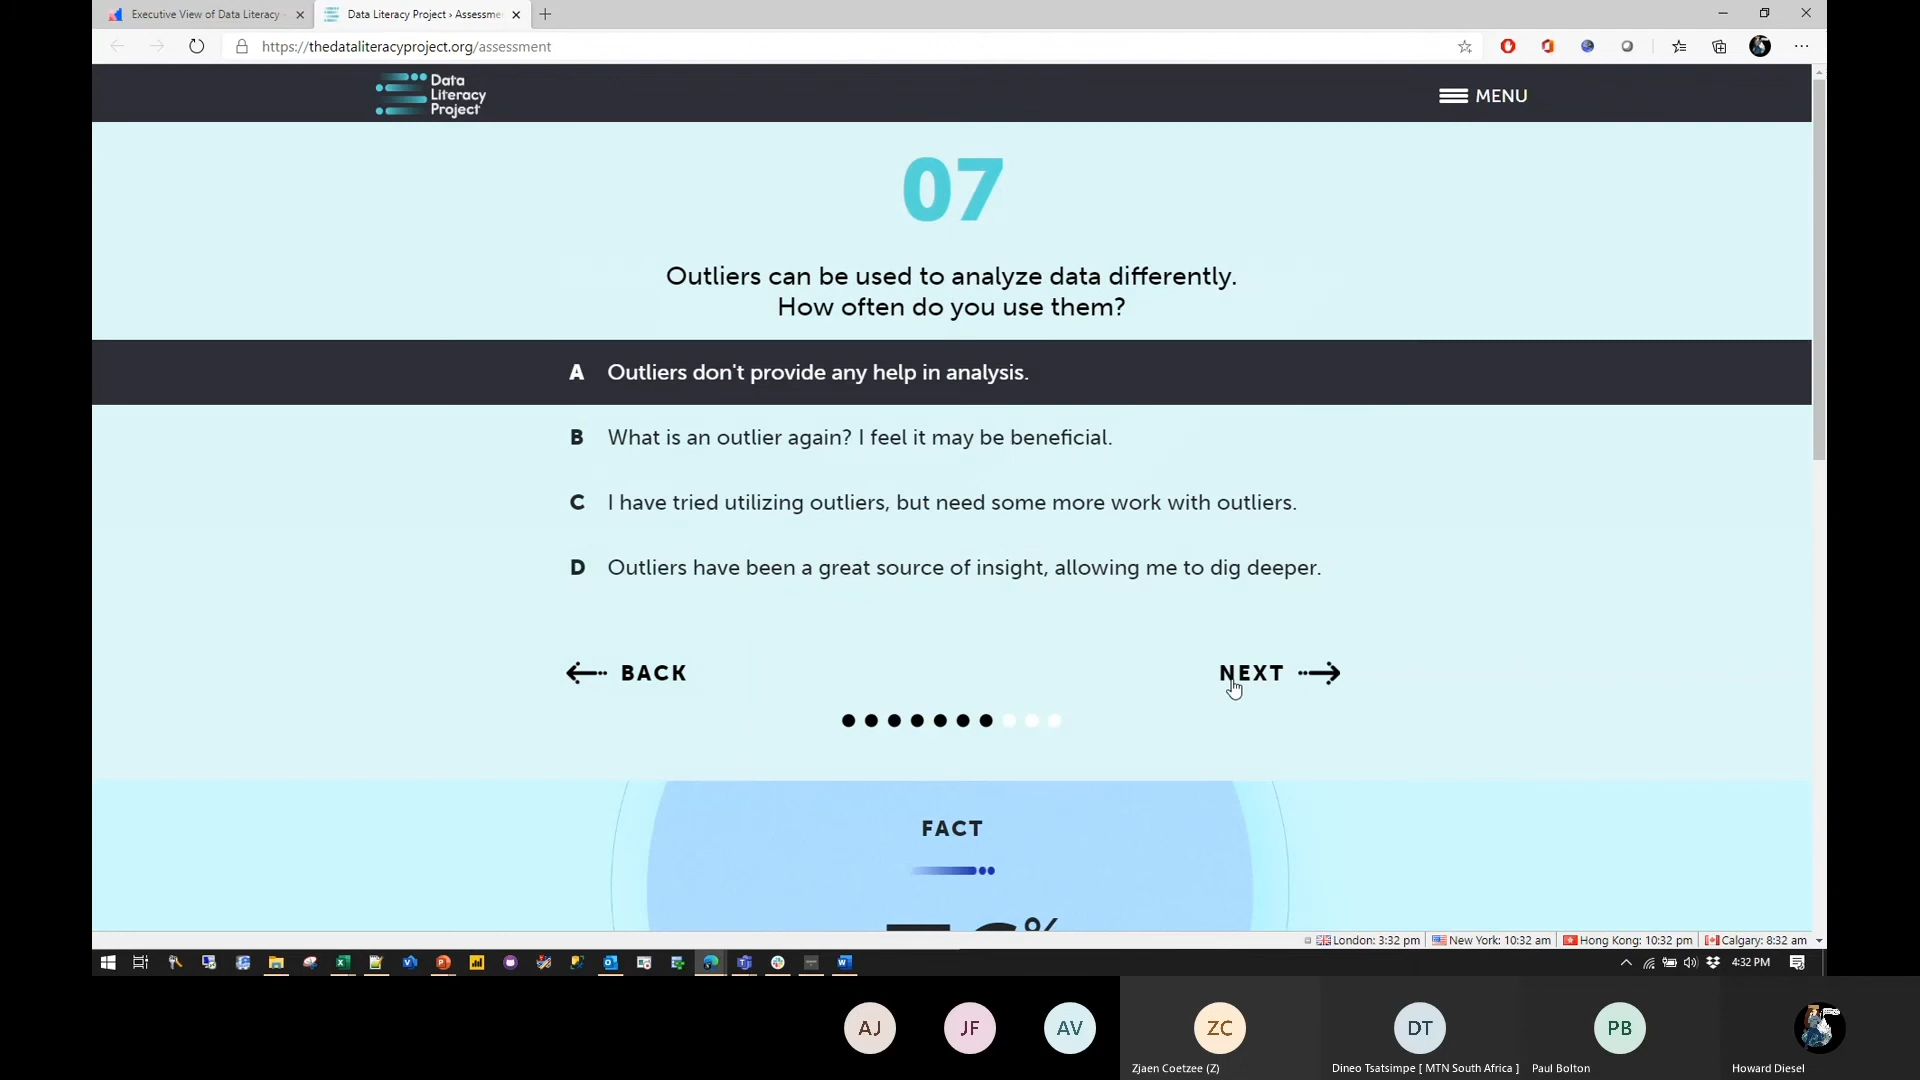 Executive View of Data Literacy
Data Literacy Project › Assessme
https://thedataliteracyproject.org/assessment
Data
Literacy
Project
MENU
07
Outliers can be used to analyze data differently.
How often do you use them?
A Outliers don't provide any help in analysis.
B What is an outlier again? I feel it may be beneficial.
C I have tried utilizing outliers, but need some more work with outliers.
D Outliers have been a great source of insight, allowing me to dig deeper.
BACK
NEXT
FACT
London: 3:32 pm
New York: 10:32 am
Hong Kong: 10:32 pm
Calgary: 8:32 am
4:32 PM
AJ
JF
AV
ZC
DT
PB
Zjaen Coetzee (Z)
Dineo Tsatsimpe [ MTN South Africa ]
Paul Bolton
Howard Diesel